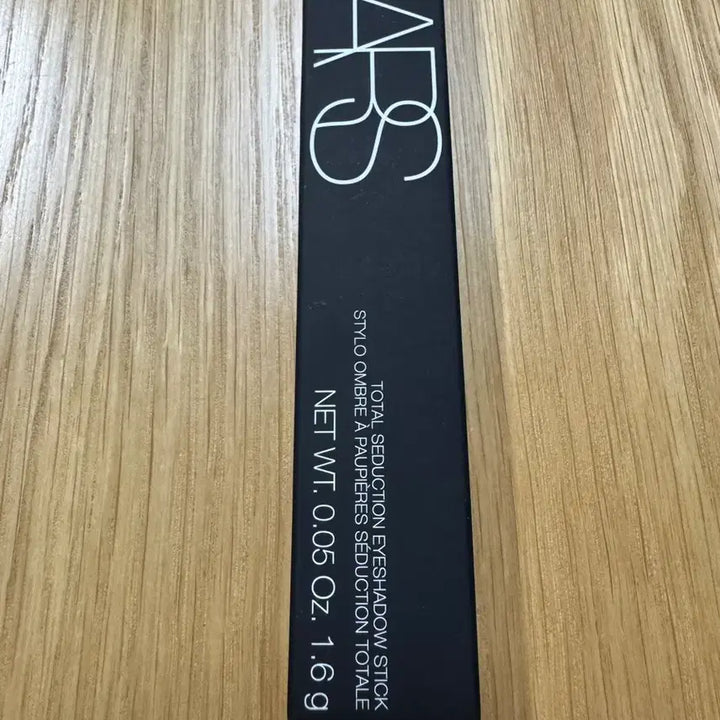 ARS
TOTAL SEDUCTION EYESHADOW STICK
STYLO OMBRE À PAUPIÈRES SÉDUCTION TOTALE
NET WT. 0.05 Oz. 1.6 g